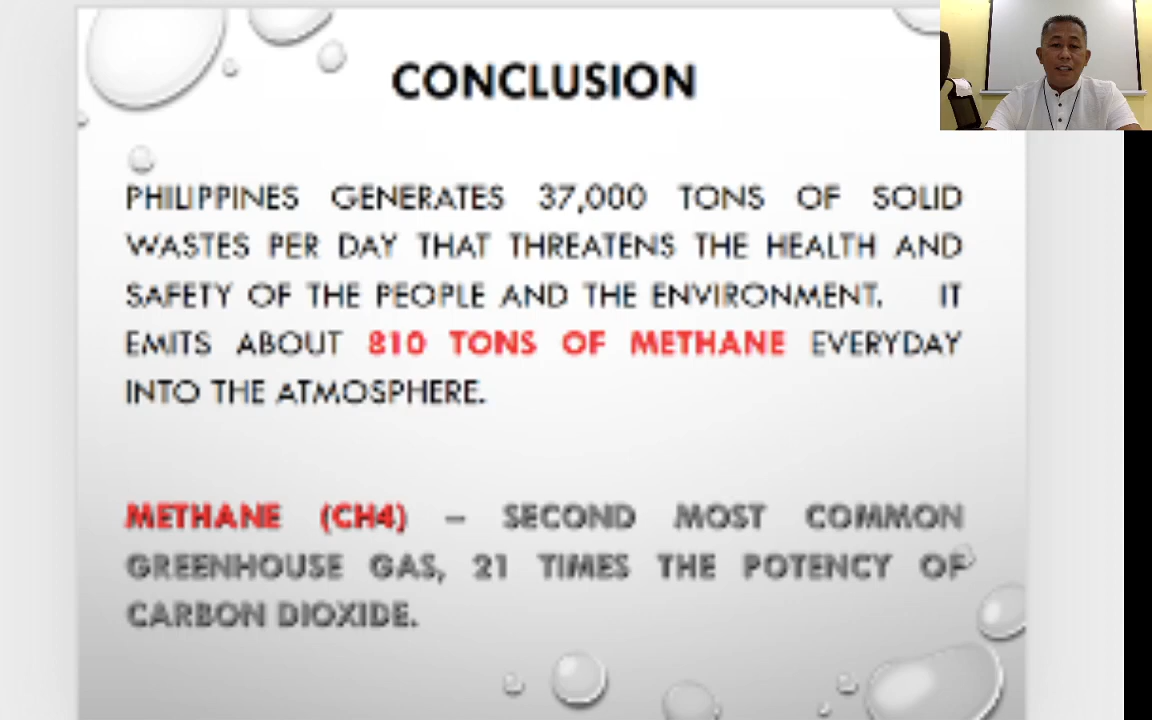 CONCLUSION
PHILIPPINES GENERATES 37,000 TONS OF SOLID
WASTES PER DAY THAT THREATENS THE HEALTH AND
SAFETY OF THE PEOPLE AND THE ENVIRONMENT. IT
EMITS ABOUT 810 TONS OF METHANE EVERYDAY
INTO THE ATMOSPHERE.
METHANE (CH4) – SECOND MOST COMMON
GREENHOUSE GAS, 21 TIMES THE POTENCY OF
CARBON DIOXIDE.